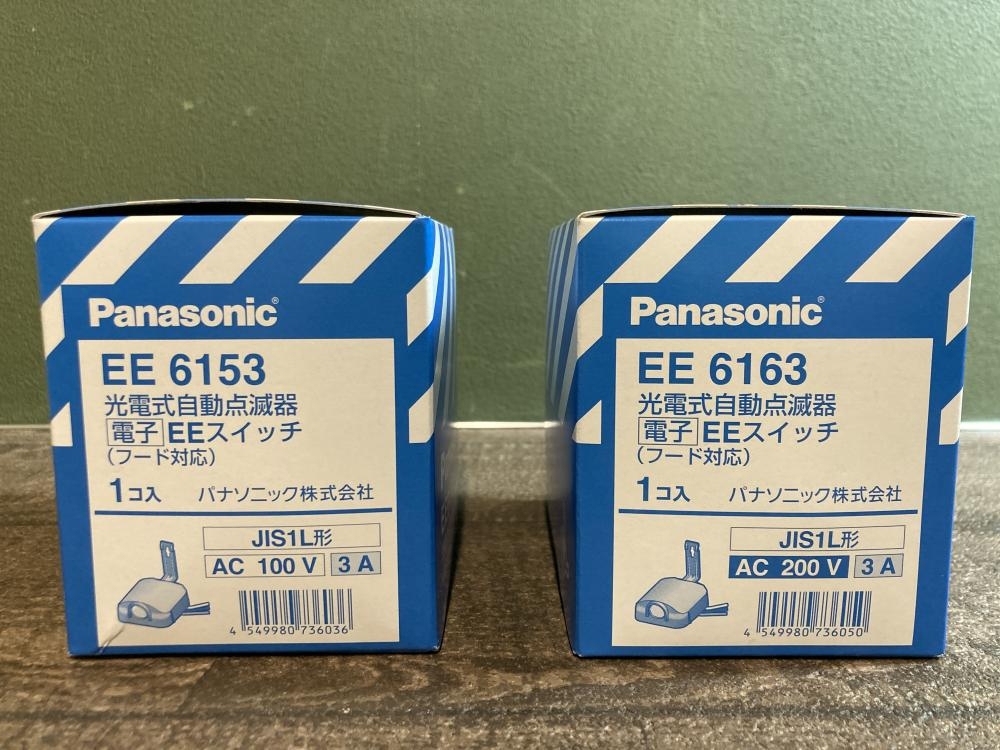 Panasonic®
EE 6153
光電式自動点滅器
電子 EEスイッチ
(フード対応)
1コ入 パナソニック株式会社
JIS1L形
AC 100 V 3 A
4 549980 736036
Panasonic®
EE 6163
光電式自動点滅器
電子 EEスイッチ
(フード対応)
1コ入 パナソニック株式会社
JIS1L形
AC 200 V 3 A
4 549980 736050